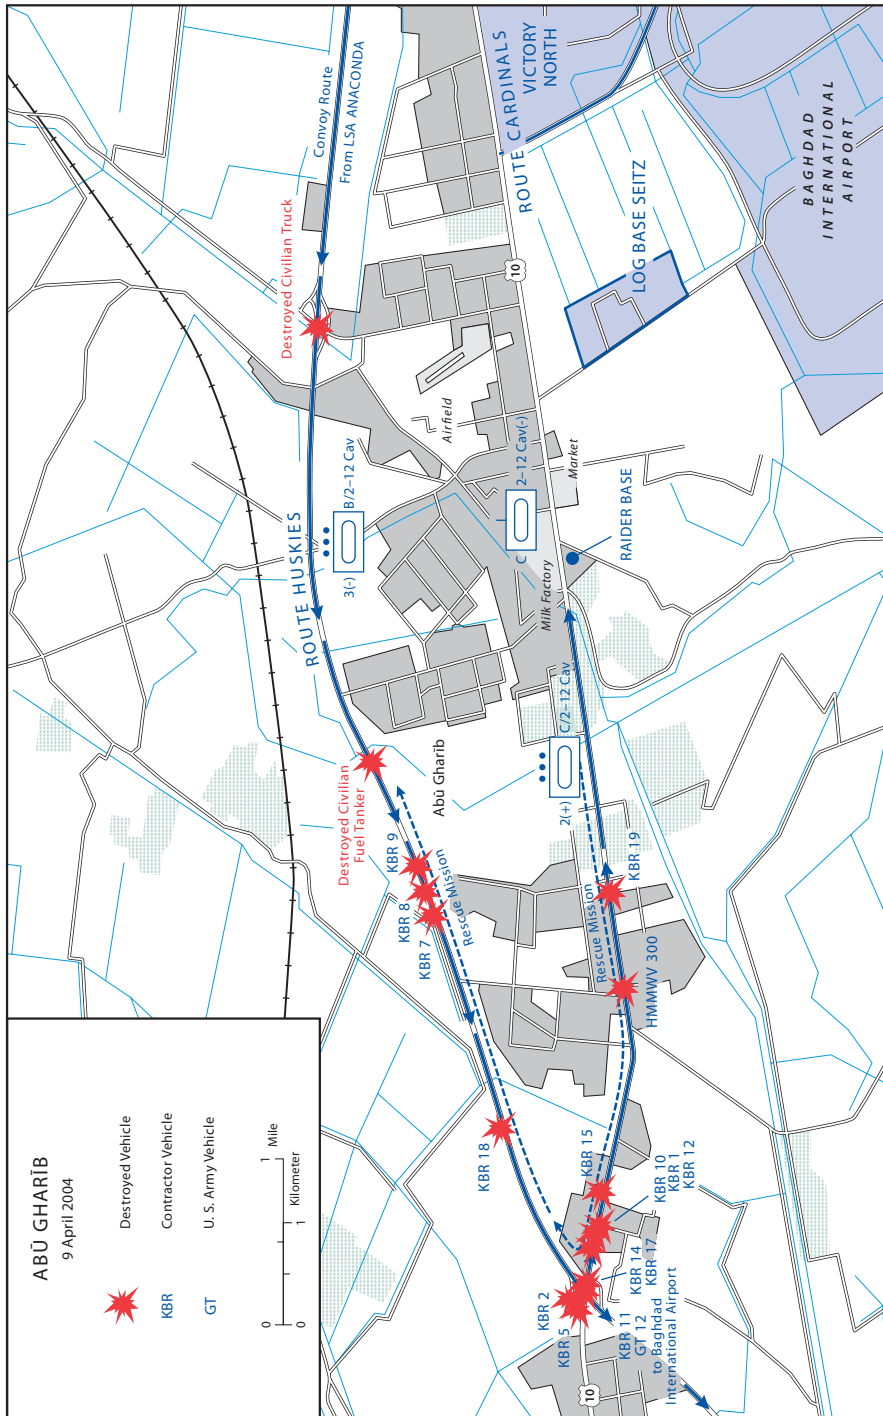 ABŪ GHARIB
9 April 2004
Destroyed Vehicle
KBR
Contractor Vehicle
GT
U. S. Army Vehicle
0
1
Mile
0
1
Kilometer
Convoy Route
From LSA ANACONDA
Destroyed Civilian Truck
ROUTE HUSKIES
3(-)
B/2–12 Cav
Destroyed Civilian
Fuel Tanker
KBR 9
KBR 8
KBR 7
Rescue Mission
KBR 18
Abū Gharib
Airfield
ROUTE CARDINALS
VICTORY
NORTH
10
C
2–12 Cav(-)
Market
Milk Factory
RAIDER BASE
LOG BASE SEITZ
BAGHDAD
INTERNATIONAL
AIRPORT
2(+)
C/2–12 Cav
Rescue Mission
KBR 19
HMMWV 300
KBR 15
KBR 10
KBR 1
KBR 12
KBR 14
KBR 17
KBR 2
KBR 5
KBR 11
GT 12
to Baghdad
International Airport
10